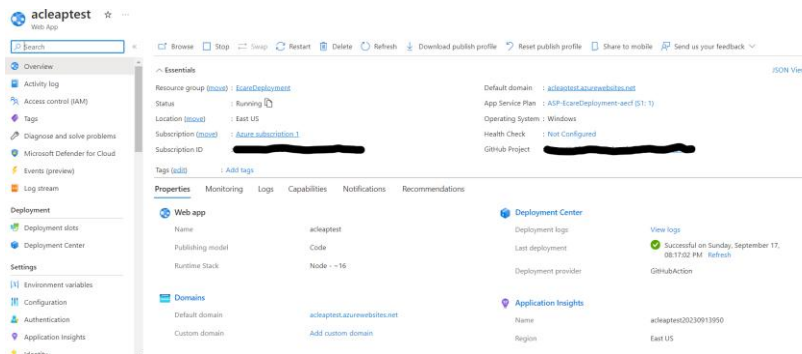 acleaptest
Web App
Search
Browse Stop Swap Restart Delete Refresh Download publish profile Reset publish profile Share to mobile Send us your feedback
Overview
Activity log
Access control (IAM)
Tags
Diagnose and solve problems
Microsoft Defender for Cloud
Events (preview)
Log stream
Deployment
Deployment slots
Deployment Center
Settings
Environment variables
Configuration
Authentication
Application Insights
Identity
Essentials
JSON View
Resource group (move) : EcareDeployment
Status : Running
Location (move) : East US
Subscription (move) : Azure subscription 1
Subscription ID
Default domain : acleaptest.azurewebsites.net
App Service Plan : ASP-EcareDeployment-aecf (S1: 1)
Operating System : Windows
Health Check : Not Configured
GitHub Project
Tags (edit) : Add tags
Properties Monitoring Logs Capabilities Notifications Recommendations
Web app
Name acleaptest
Publishing model Code
Runtime Stack Node - ~16
Domains
Default domain acleaptest.azurewebsites.net
Custom domain Add custom domain
Deployment Center
Deployment logs View logs
Last deployment Successful on Sunday, September 17,
08:17:02 PM Refresh
Deployment provider GitHubAction
Application Insights
Name acleaptest20230913950
Region East US